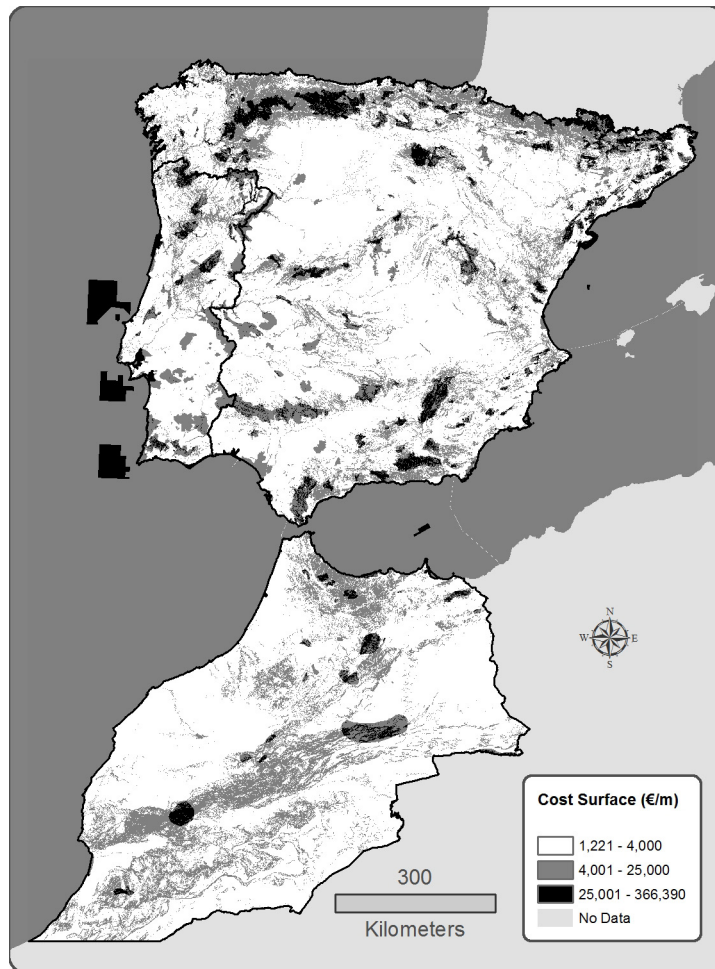 N
W E
S
Cost Surface (€/m)
1,221 - 4,000
4,001 - 25,000
25,001 - 366,390
No Data
300
Kilometers